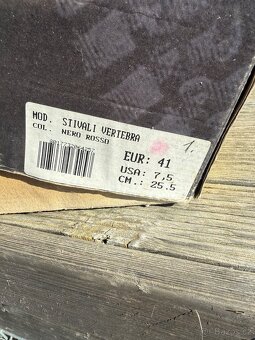 MOD. STIVALI VERTEBRA
COL. NERO ROSSO
1.
EUR: 41
USA: 7,5
CM.: 25.5